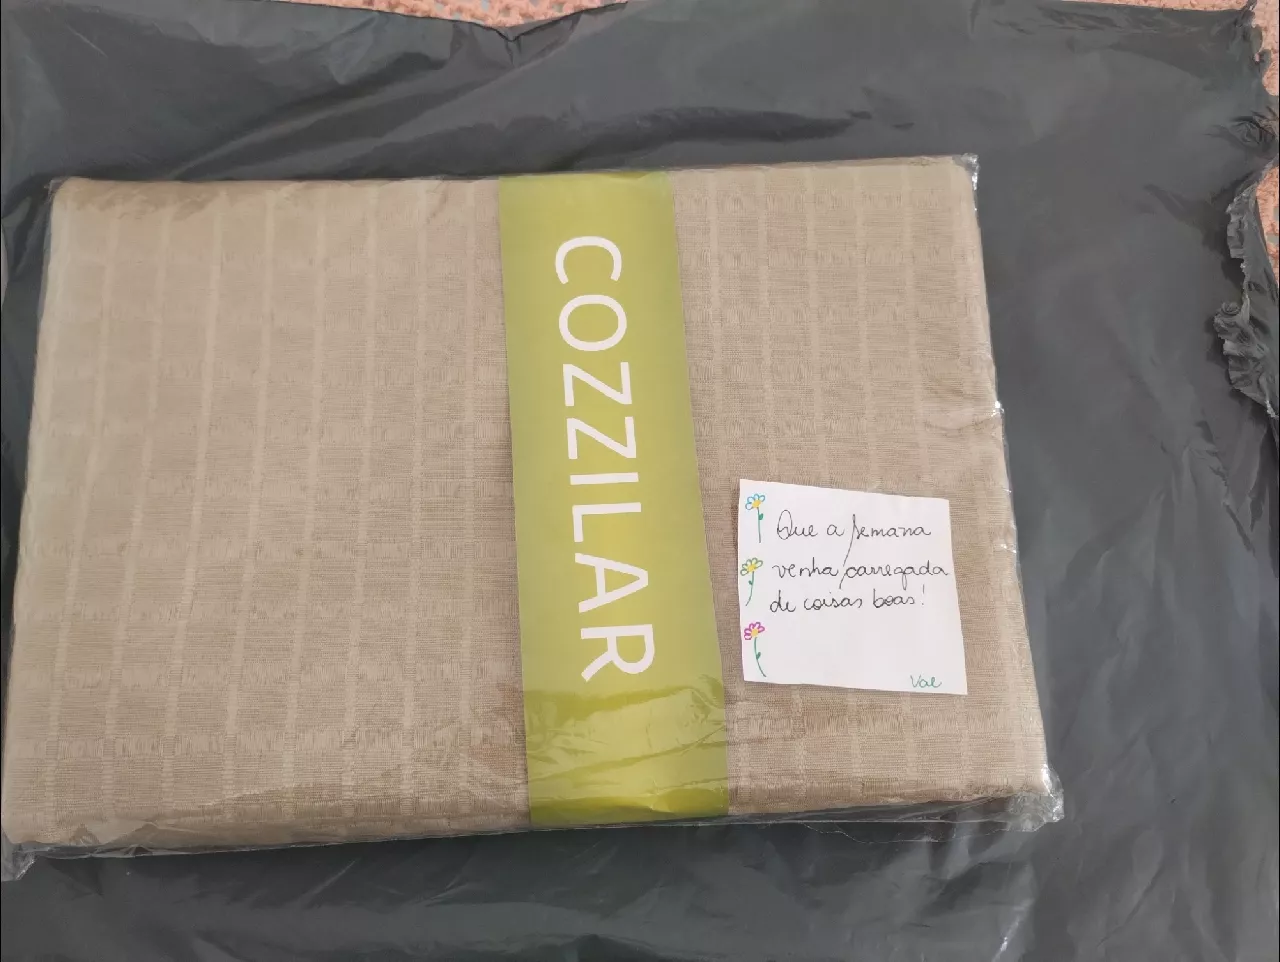 COZZILAR
Que a semana
venha carregada
de coisas boas!
Val